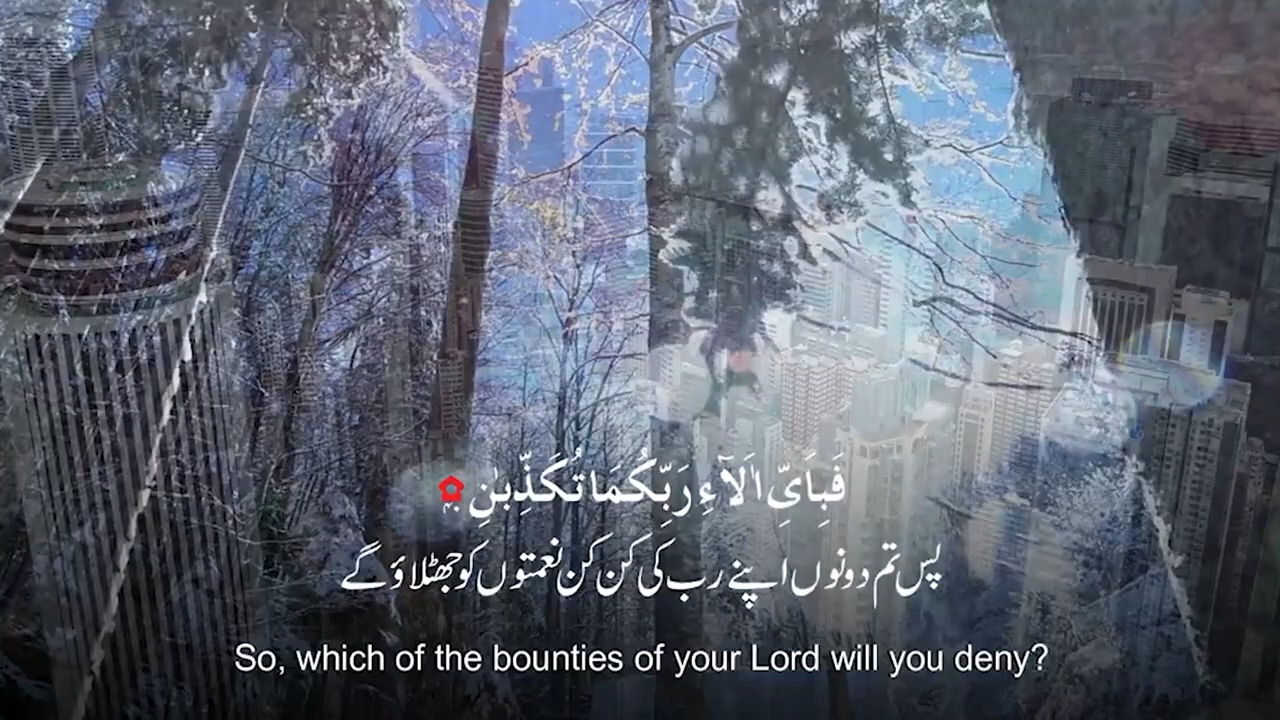 فَبِاَىِّ اٰلَآءِ رَبِّكُمَا تُكَذِّبٰنِ
پس تم دونوں اپنے رب کی کن کن نعمتوں کو جھٹلاؤ گے
So, which of the bounties of your Lord will you deny?